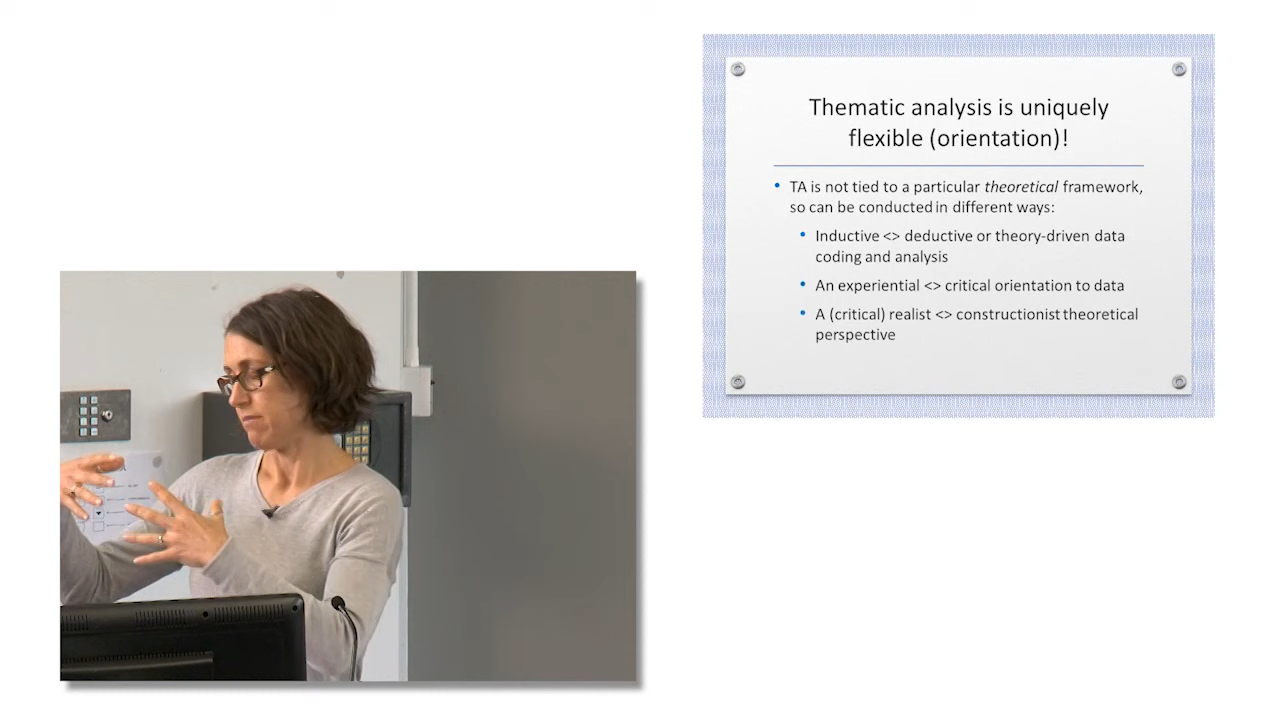 Thematic analysis is uniquely
flexible (orientation)!
• TA is not tied to a particular theoretical framework,
so can be conducted in different ways:
• Inductive <> deductive or theory-driven data
coding and analysis
• An experiential <> critical orientation to data
• A (critical) realist <> constructionist theoretical
perspective